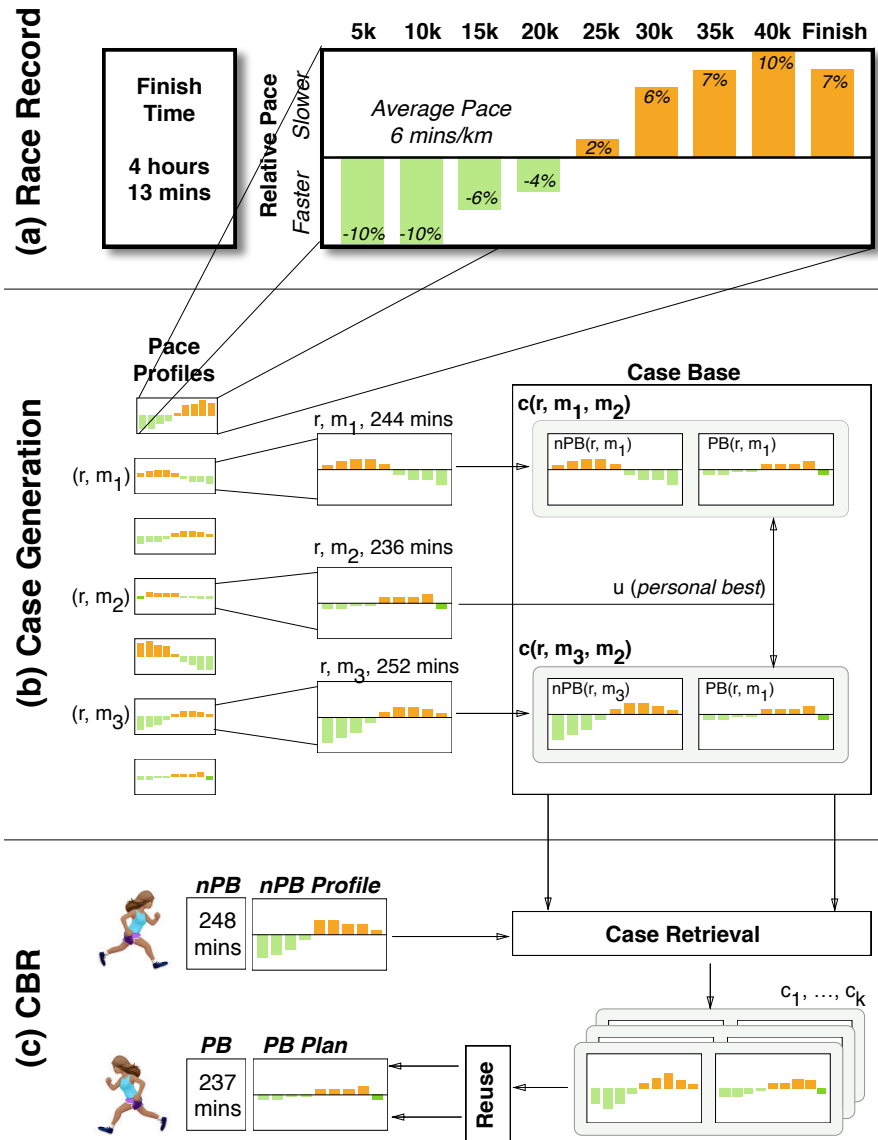 (a) Race Record
Finish
Time
4 hours
13 mins
Relative Pace
Slower
Faster
5k 10k 15k 20k 25k 30k 35k 40k Finish
Average Pace
6 mins/km
-10% -10% -6% -4% 2% 6% 7% 10% 7%
(b) Case Generation
Pace
Profiles
(r, m1)
(r, m2)
(r, m3)
r, m1, 244 mins
r, m2, 236 mins
r, m3, 252 mins
Case Base
c(r, m1, m2)
nPB(r, m1) PB(r, m1)
u (personal best)
c(r, m3, m2)
nPB(r, m3) PB(r, m1)
(c) CBR
nPB nPB Profile
248
mins
Case Retrieval
c1, ..., ck
PB PB Plan
237
mins
Reuse